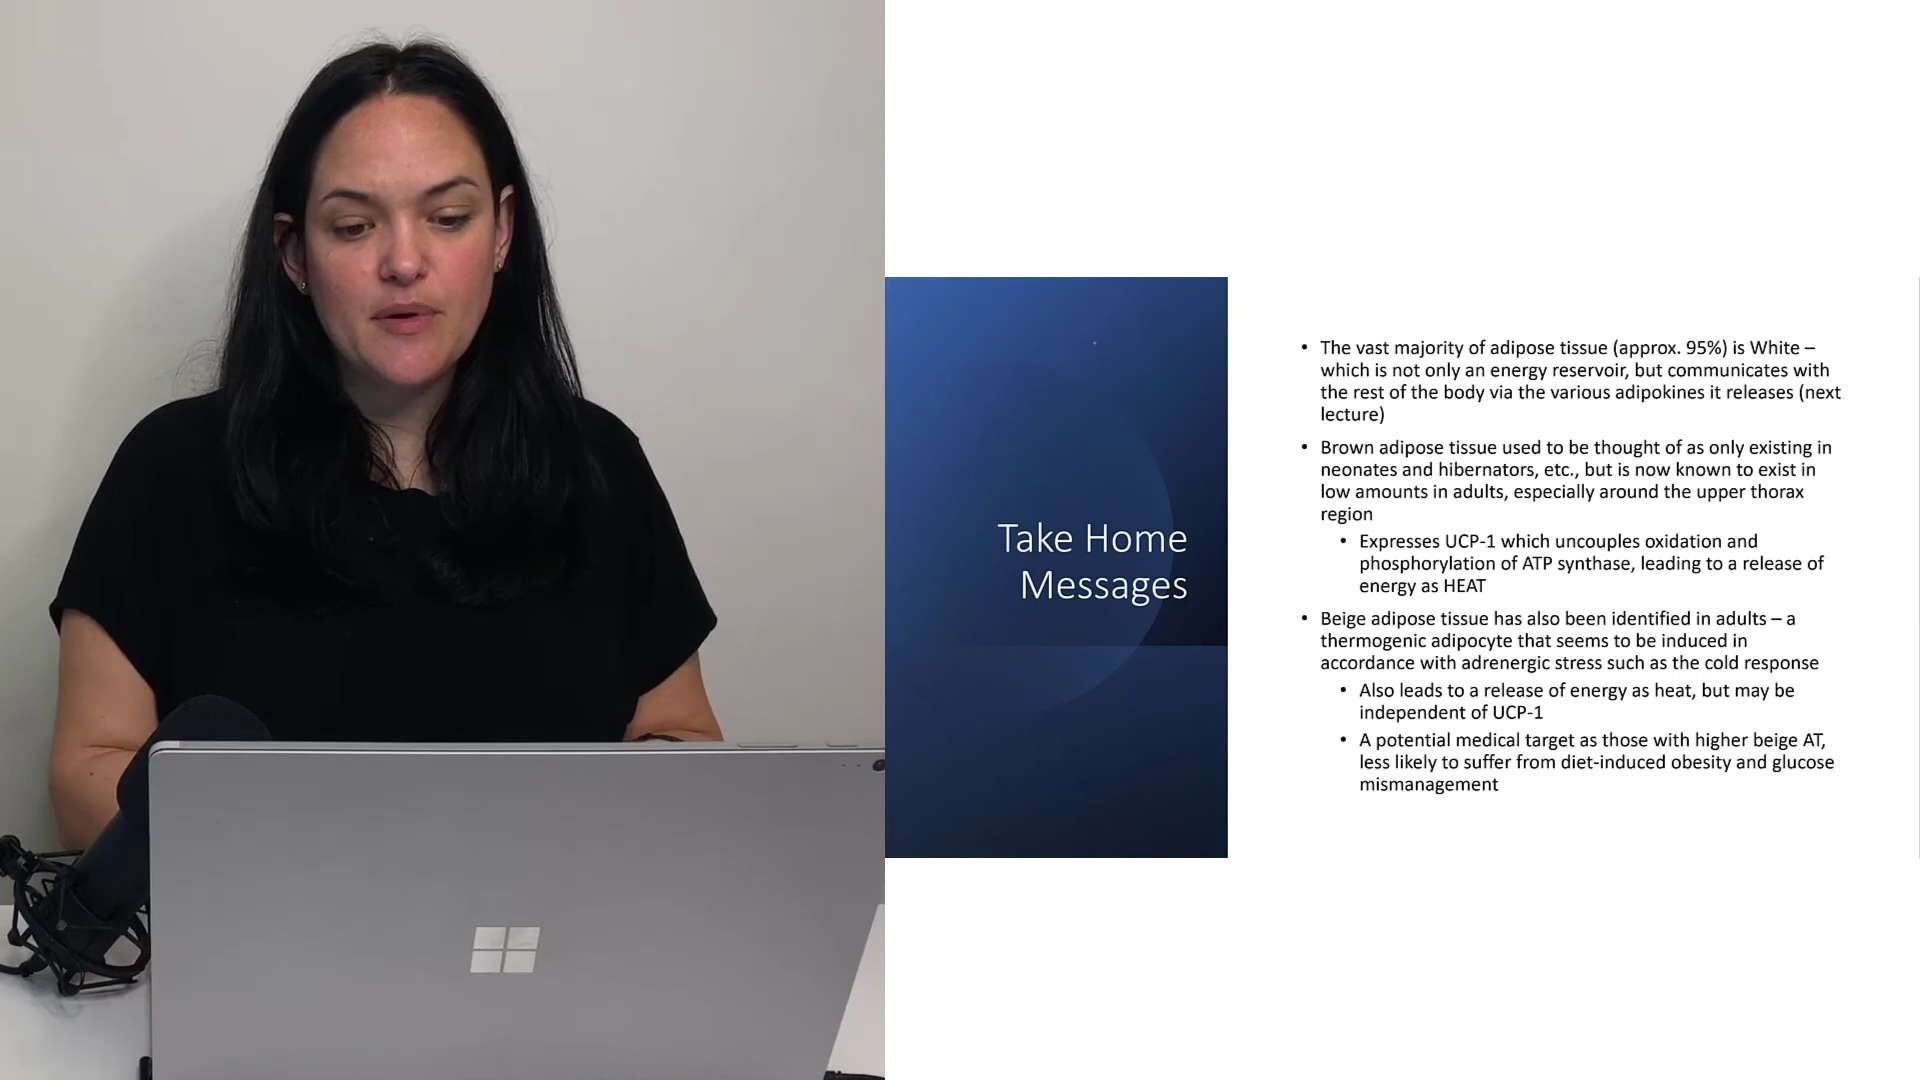 Take Home
Messages
• The vast majority of adipose tissue (approx. 95%) is White –
which is not only an energy reservoir, but communicates with
the rest of the body via the various adipokines it releases (next
lecture)
• Brown adipose tissue used to be thought of as only existing in
neonates and hibernators, etc., but is now known to exist in
low amounts in adults, especially around the upper thorax
region
• Expresses UCP-1 which uncouples oxidation and
phosphorylation of ATP synthase, leading to a release of
energy as HEAT
• Beige adipose tissue has also been identified in adults – a
thermogenic adipocyte that seems to be induced in
accordance with adrenergic stress such as the cold response
• Also leads to a release of energy as heat, but may be
independent of UCP-1
• A potential medical target as those with higher beige AT,
less likely to suffer from diet-induced obesity and glucose
mismanagement